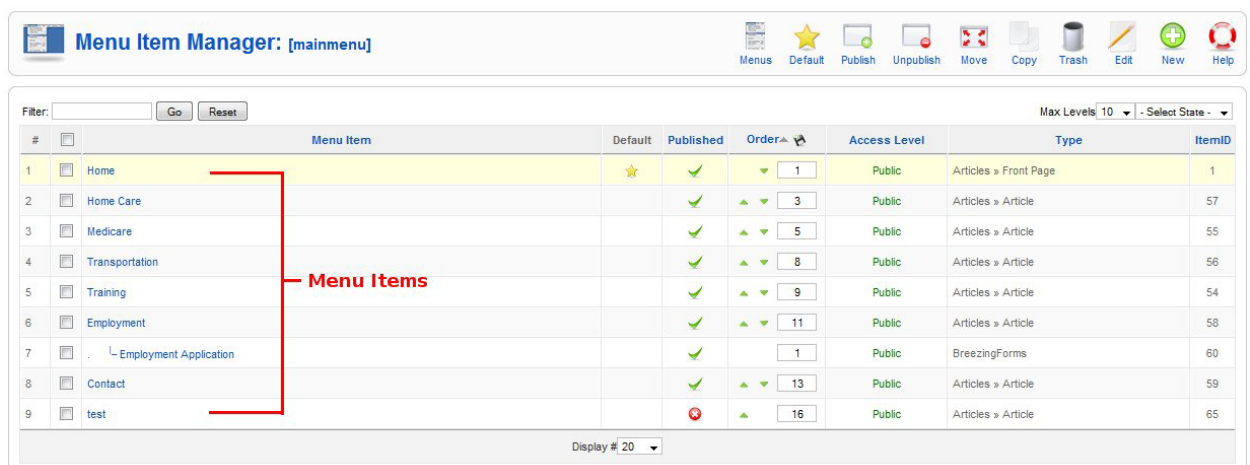 Menu Item Manager: [mainmenu]
Menus Default Publish Unpublish Move Copy Trash Edit New Help
Filter: Go Reset Max Levels 10 - Select State -
# Menu Item Default Published Order Access Level Type ItemID
1 Home 1 Public Articles » Front Page 1
2 Home Care 3 Public Articles » Article 57
3 Medicare 5 Public Articles » Article 55
4 Transportation 8 Public Articles » Article 56
Menu Items
5 Training 9 Public Articles » Article 54
6 Employment 11 Public Articles » Article 58
7 . Employment Application 1 Public BreezingForms 60
8 Contact 13 Public Articles » Article 59
9 test 16 Public Articles » Article 65
Display # 20